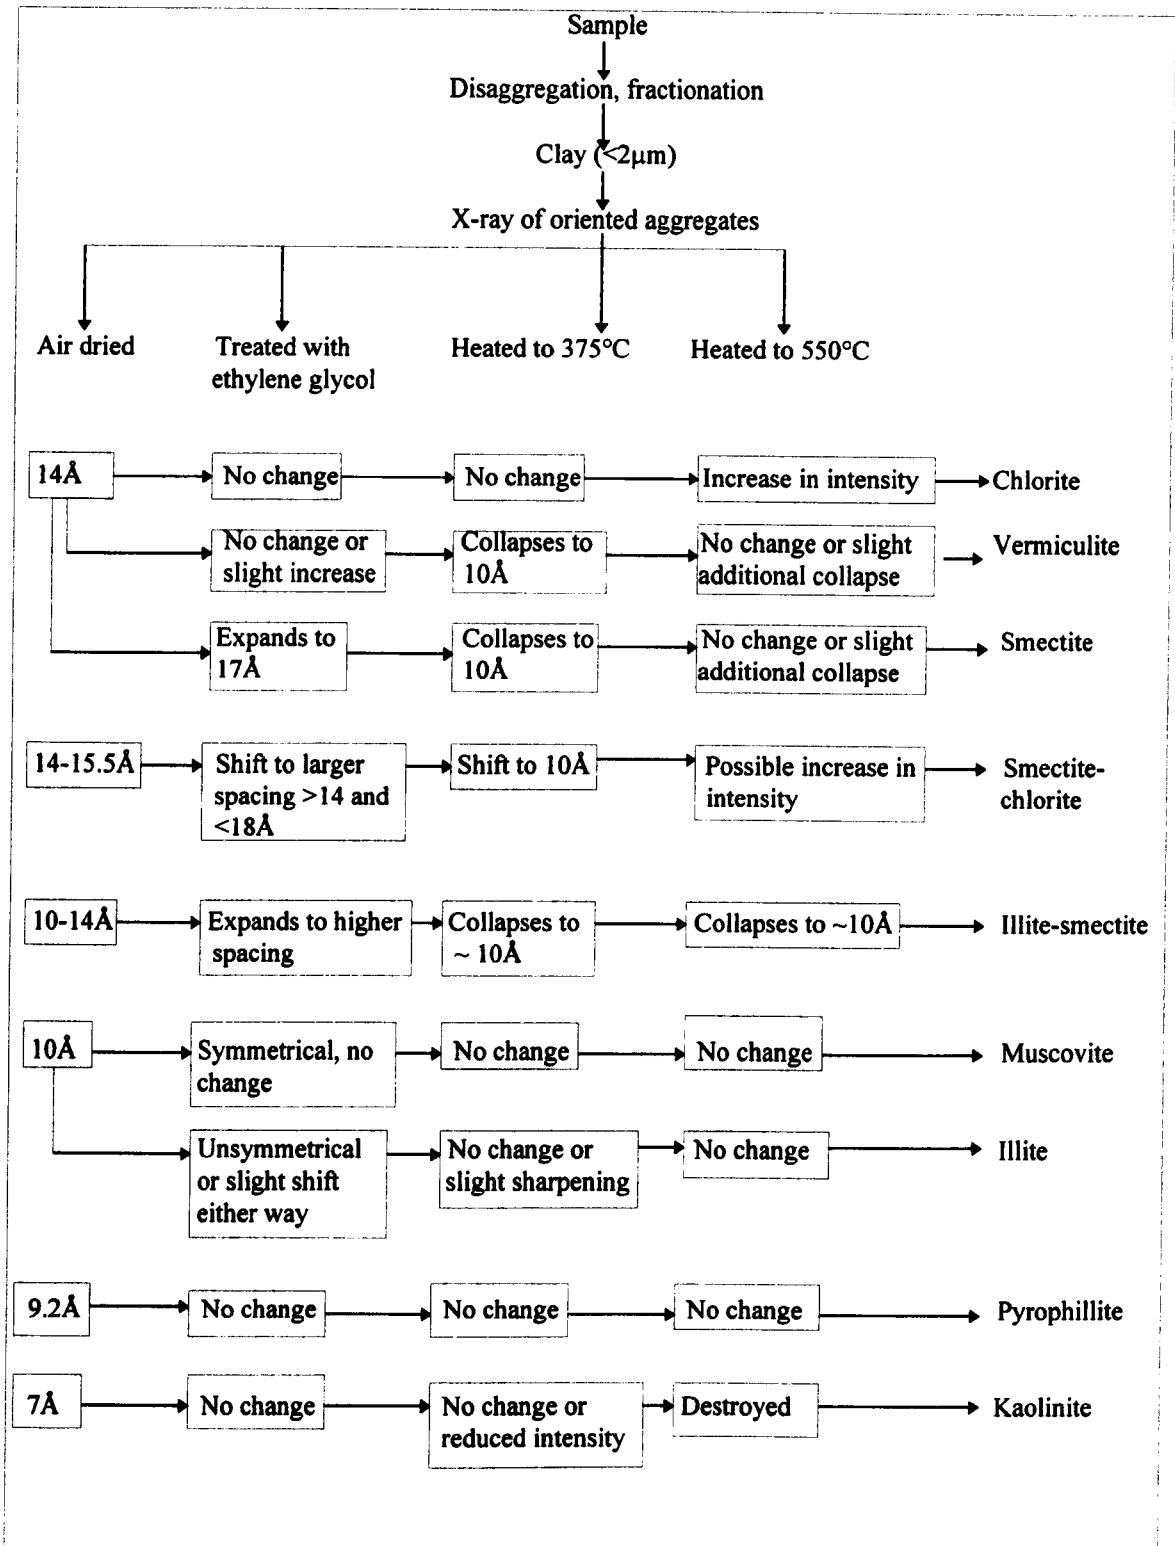 Sample
Disaggregation, fractionation
Clay (<2µm)
X-ray of oriented aggregates
Air dried
Treated with
ethylene glycol
Heated to 375°C
Heated to 550°C
14Å
No change
No change
Increase in intensity
Chlorite
No change or
slight increase
Collapses to
10Å
No change or slight
additional collapse
Vermiculite
Expands to
17Å
Collapses to
10Å
No change or slight
additional collapse
Smectite
14-15.5Å
Shift to larger
spacing >14 and
<18Å
Shift to 10Å
Possible increase in
intensity
Smectite-
chlorite
10-14Å
Expands to higher
spacing
Collapses to
~ 10Å
Collapses to ~10Å
Illite-smectite
10Å
Symmetrical, no
change
No change
No change
Muscovite
Unsymmetrical
or slight shift
either way
No change or
slight sharpening
No change
Illite
9.2Å
No change
No change
No change
Pyrophillite
7Å
No change
No change or
reduced intensity
Destroyed
Kaolinite